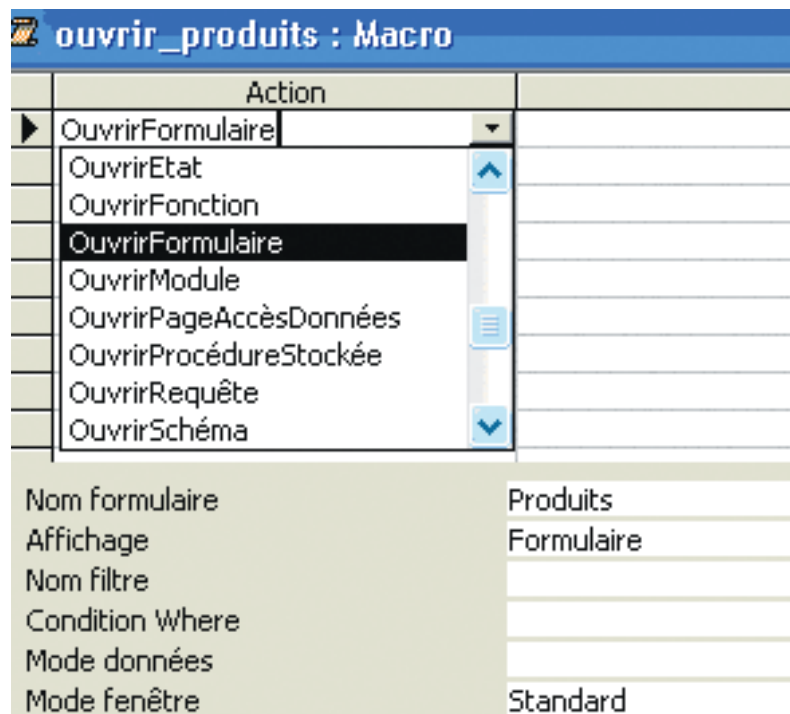 ouvrir_produits : Macro
Action
OuvrirFormulaire
OuvrirEtat
OuvrirFonction
OuvrirFormulaire
OuvrirModule
OuvrirPageAccèsDonnées
OuvrirProcédureStockée
OuvrirRequête
OuvrirSchéma
Nom formulaire Produits
Affichage Formulaire
Nom filtre
Condition Where
Mode données
Mode fenêtre Standard